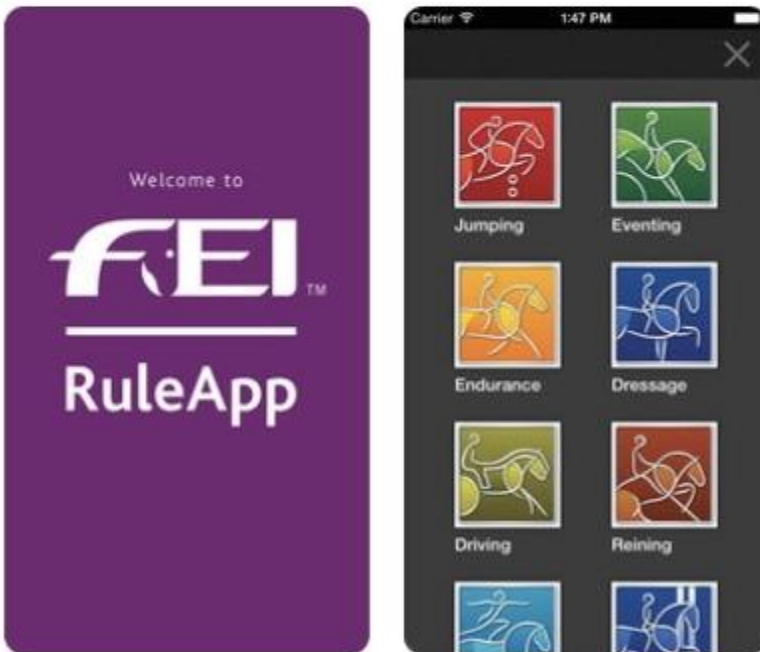 Welcome to
FEI
TM
RuleApp
Carrier
1:47 PM
Jumping
Eventing
Endurance
Dressage
Driving
Reining